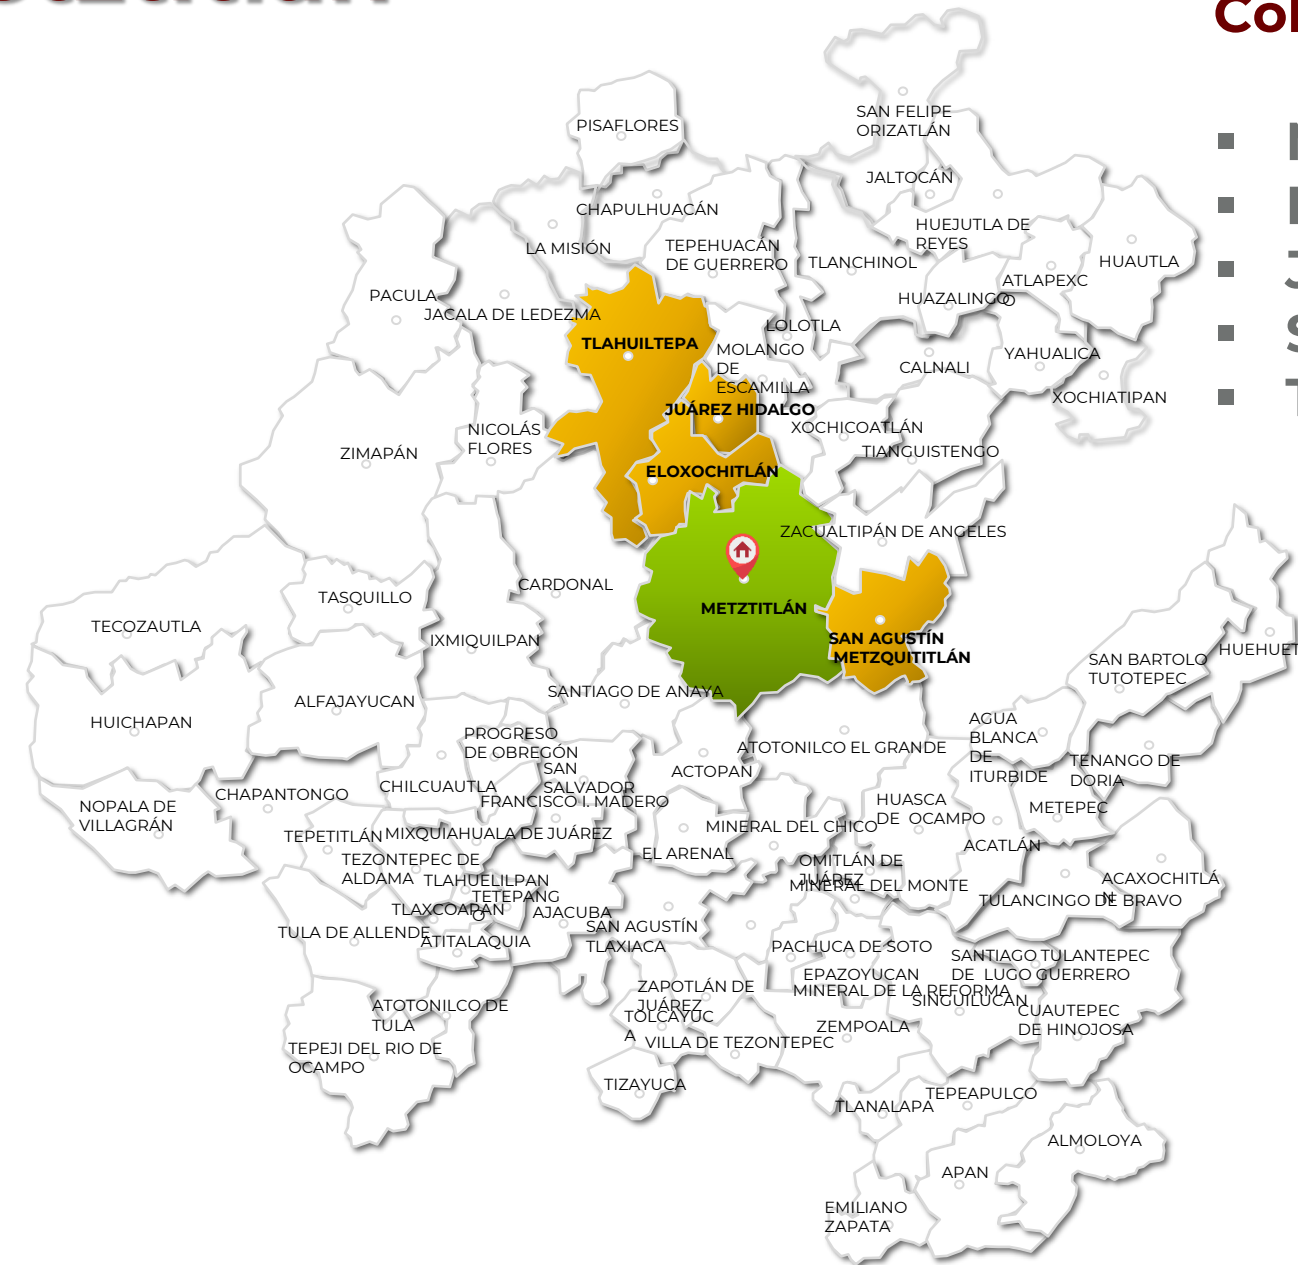 Col
SAN FELIPE
ORIZATLÁN
PISAFLORES
JALTOCÁN
CHAPULHUACÁN
HUEJUTLA DE
REYES
LA MISIÓN
TEPEHUACÁN
DE GUERRERO
TLANCHINOL
HUAUTLA
ATLAPEXC
O
PACULA
HUAZALINGO
JACALA DE LEDEZMA
LOLOTLA
TLAHUILTEPA
MOLANGO
DE
ESCAMILLA
YAHUALICA
CALNALI
XOCHIATIPAN
JUÁREZ HIDALGO
XOCHICOATLÁN
NICOLÁS
FLORES
ZIMAPÁN
TIANGUISTENGO
ELOXOCHITLÁN
ZACUALTIPÁN DE ANGELES
CARDONAL
TASQUILLO
METZTITLÁN
TECOZAUTLA
IXMIQUILPAN
SAN AGUSTÍN
METZQUITITLÁN
HUEHUET
SAN BARTOLO
TUTOTEPEC
SANTIAGO DE ANAYA
ALFAJAYUCAN
HUICHAPAN
AGUA
BLANCA
DE
ITURBIDE
PROGRESO
DE OBREGÓN
ATOTONILCO EL GRANDE
TENANGO DE
DORIA
SAN
SALVADOR
ACTOPAN
CHILCUAUTLA
CHAPANTONGO
FRANCISCO I. MADERO
HUASCA
DE OCAMPO
METEPEC
NOPALA DE
VILLAGRÁN
MINERAL DEL CHICO
TEPETITLÁN
MIXQUIAHUALA DE JUÁREZ
ACATLÁN
EL ARENAL
TEZONTEPEC DE
ALDAMA
OMITLÁN DE
JUÁREZ
TLAHUELILPAN
MINERAL DEL MONTE
ACAXOCHITLÁ
N
TETEPANG
O
TULANCINGO DE BRAVO
TLAXCOAPAN
AJACUBA
SAN AGUSTÍN
TLAXIACA
TULA DE ALLENDE
ATITALAQUIA
PACHUCA DE SOTO
SANTIAGO TULANTEPEC
DE LUGO GUERRERO
EPAZOYUCAN
ZAPOTLÁN DE
JUÁREZ
MINERAL DE LA REFORMA
SINGUILUCAN
ATOTONILCO DE
TULA
TOLCAYUC
A
CUAUTEPEC
DE HINOJOSA
ZEMPOALA
VILLA DE TEZONTEPEC
TEPEJI DEL RIO DE
OCAMPO
TIZAYUCA
TEPEAPULCO
TLANALAPA
ALMOLOYA
APAN
EMILIANO
ZAPATA